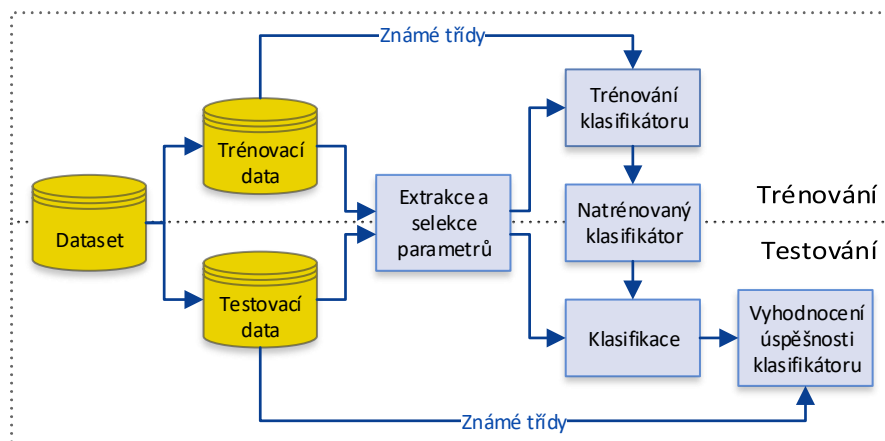 Známé třídy
Trénování
klasifikátoru
Trénovací
data
Extrakce a
selekce
parametrů
Natrénovaný
klasifikátor
Trénování
Dataset
Testování
Testovací
data
Klasifikace
Vyhodnocení
úspěšnosti
klasifikátoru
Známé třídy